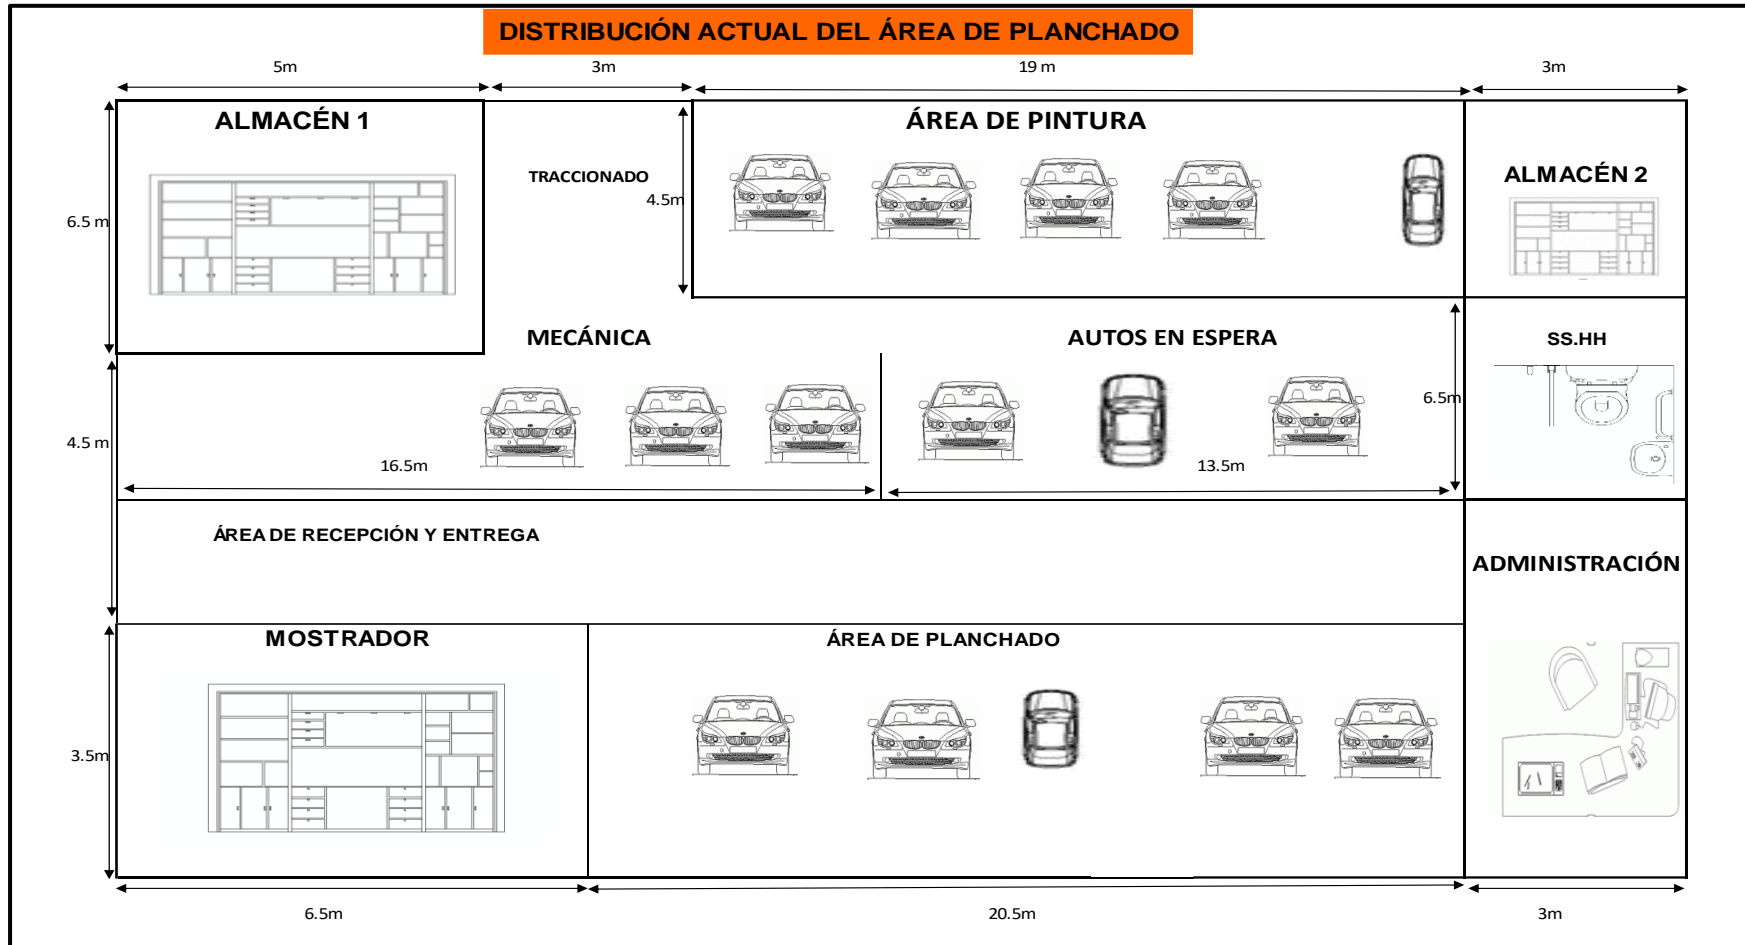 DISTRIBUCIÓN ACTUAL DEL ÁREA DE PLANCHADO
5m 3m 19 m 3m
ALMACÉN 1
ÁREA DE PINTURA
TRACCIONADO
ALMACÉN 2
4.5m
6.5 m
MECÁNICA
AUTOS EN ESPERA
SS.HH
6.5m
4.5 m
16.5m
13.5m
ÁREA DE RECEPCIÓN Y ENTREGA
ADMINISTRACIÓN
MOSTRADOR
ÁREA DE PLANCHADO
3.5m
6.5m 20.5m 3m